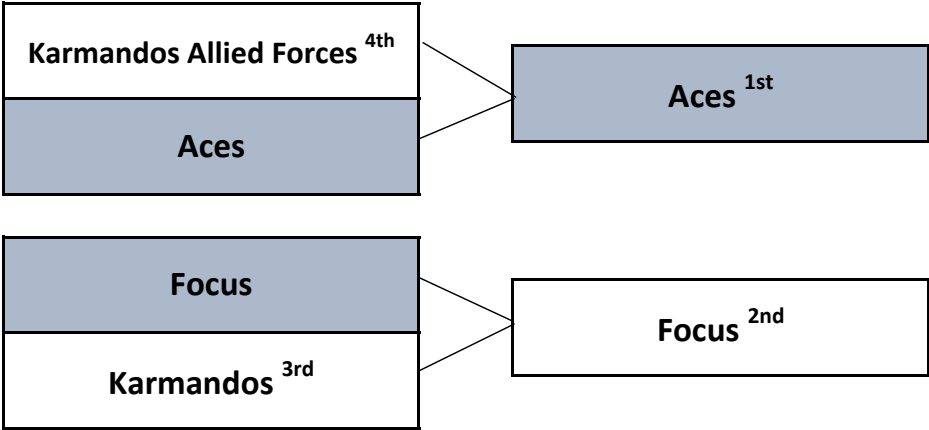 Karmandos Allied Forces 4th
Aces
Aces 1st
Focus
Karmandos 3rd
Focus 2nd